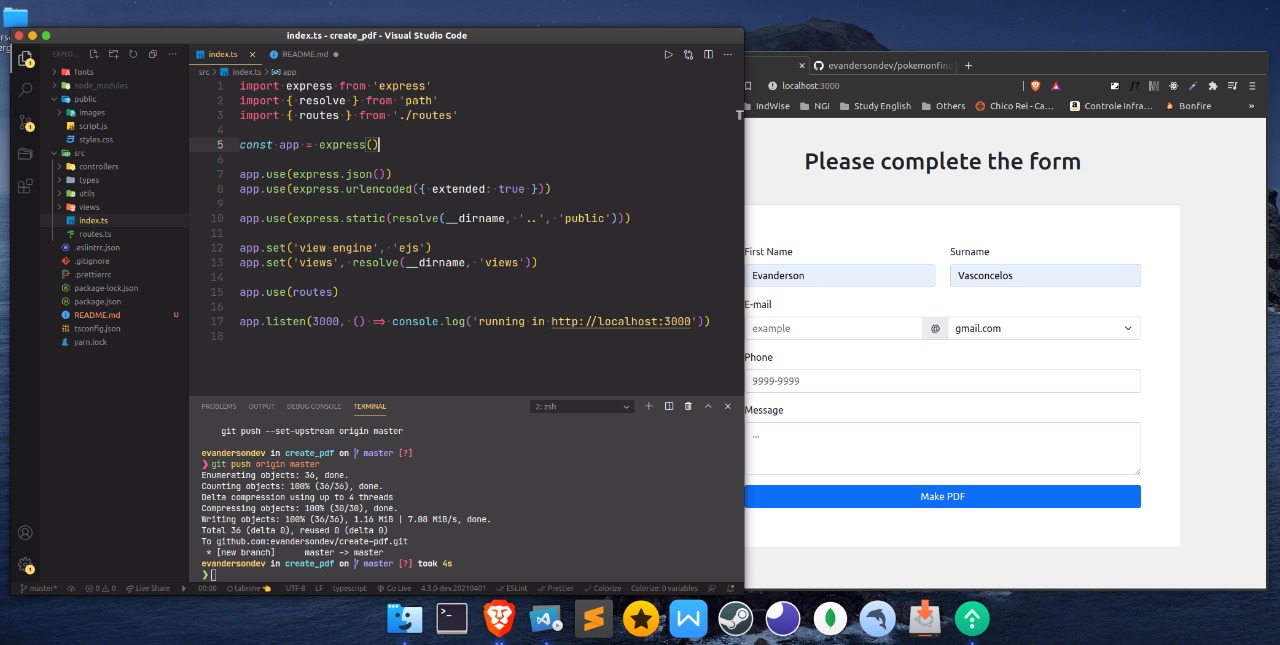 index.ts - create_pdf - Visual Studio Code
EXPLO...
index.ts
README.md
src > index.ts > app
fonts
node_modules
public
images
script.js
styles.css
src
controllers
types
utils
views
index.ts
routes.ts
.eslintrc.json
.gitignore
.prettierrc
package-lock.json
package.json
README.md U
tsconfig.json
yarn.lock
1 import express from 'express'
2 import { resolve } from 'path'
3 import { routes } from './routes'
4
5 const app = express()
6
7 app.use(express.json())
8 app.use(express.urlencoded({ extended: true }))
9
10 app.use(express.static(resolve(__dirname, '..', 'public')))
11
12 app.set('view engine', 'ejs')
13 app.set('views', resolve(__dirname, 'views'))
14
15 app.use(routes)
16
17 app.listen(3000, () => console.log('running in http://localhost:3000'))
18
PROBLEMS OUTPUT DEBUG CONSOLE TERMINAL 2: zsh
git push --set-upstream origin master
evandersondev in create_pdf on master [?]
❯ git push origin master
Enumerating objects: 36, done.
Counting objects: 100% (36/36), done.
Delta compression using up to 4 threads
Compressing objects: 100% (30/30), done.
Writing objects: 100% (36/36), 1.16 MiB | 7.08 MiB/s, done.
Total 36 (delta 0), reused 0 (delta 0)
To github.com:evandersondev/create-pdf.git
* [new branch] master -> master
evandersondev in create_pdf on master [?] took 4s
❯
master* 0 0 Live Share 00:00 tabnine UTF-8 LF typescript Go Live 4.3.0-dev.20210401 ESLint Prettier Colorize Colorize: 0 variables
evandersondev/pokemonfin
localhost:3000
IndWise NGI Study English Others Chico Rei - Ca... Controle Infra... Bonfire »
Please complete the form
First Name Surname
Evanderson Vasconcelos
E-mail
example @ gmail.com
Phone
9999-9999
Message
...
Make PDF